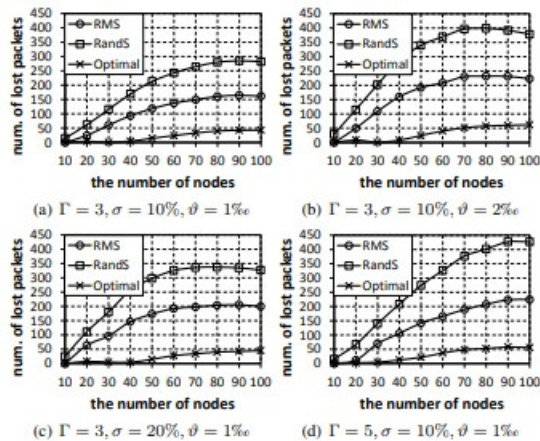 450
400
350
300
250
200
150
100
50
0
num. of lost packets
RMS
RandS
Optimal
10 20 30 40 50 60 70 80 90 100
the number of nodes
(a) Γ = 3, σ = 10%, ϑ = 1‰
450
400
350
300
250
200
150
100
50
0
num. of lost packets
RMS
RandS
Optimal
10 20 30 40 50 60 70 80 90 100
the number of nodes
(b) Γ = 3, σ = 10%, ϑ = 2‰
450
400
350
300
250
200
150
100
50
0
num. of lost packets
RMS
RandS
Optimal
10 20 30 40 50 60 70 80 90 100
the number of nodes
(c) Γ = 3, σ = 20%, ϑ = 1‰
450
400
350
300
250
200
150
100
50
0
num. of lost packets
RMS
RandS
Optimal
10 20 30 40 50 60 70 80 90 100
the number of nodes
(d) Γ = 5, σ = 10%, ϑ = 1‰